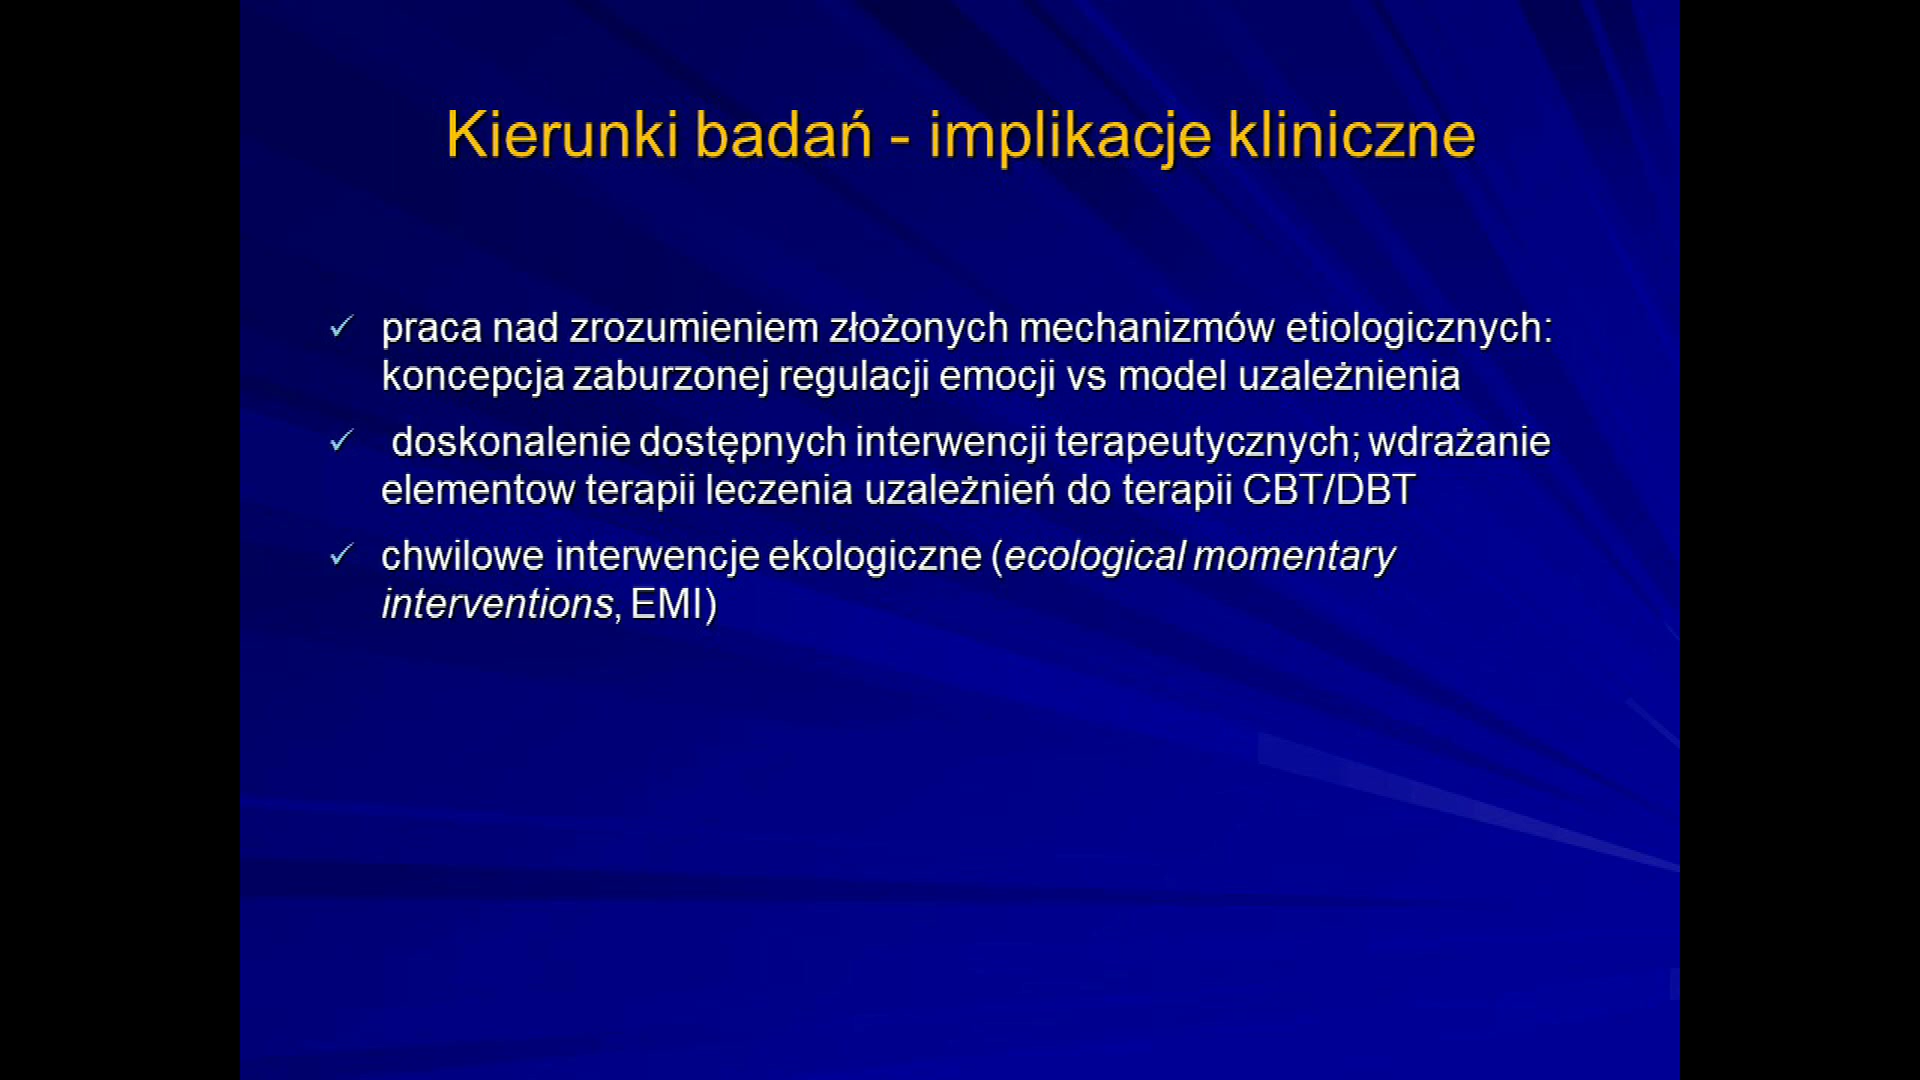 Kierunki badań - implikacje kliniczne
praca nad zrozumieniem złożonych mechanizmów etiologicznych:
koncepcja zaburzonej regulacji emocji vs model uzależnienia
doskonalenie dostępnych interwencji terapeutycznych; wdrażanie
elementow terapii leczenia uzależnień do terapii CBT/DBT
chwilowe interwencje ekologiczne (ecological momentary
interventions, EMI)